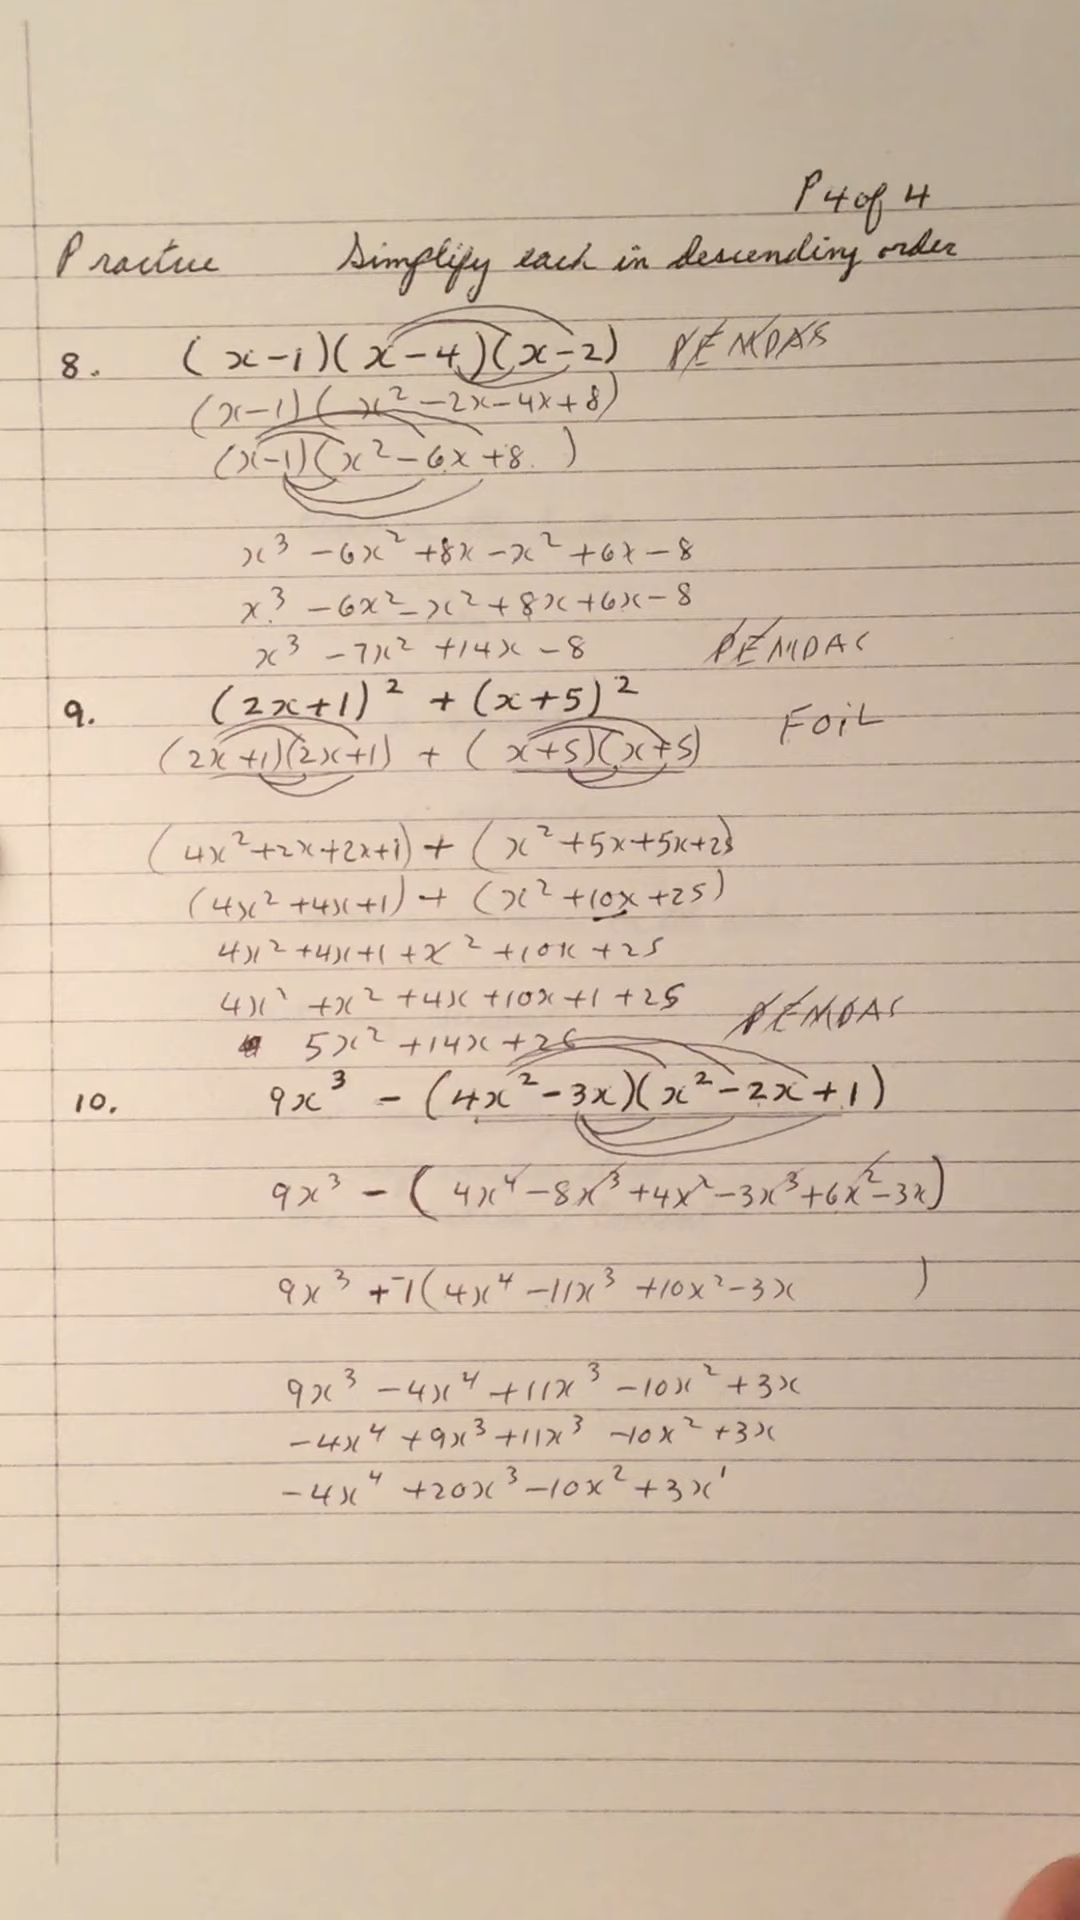 P 4 of 4
Practice Simplify each in descending order
8. (x-1)(x-4)(x-2) PEMDAS
(x-1)(x²-2x-4x+8)
(x-1)(x²-6x+8)
x³-6x²+8x-x²+6x-8
x³-6x²-x²+8x+6x-8
x³-7x²+14x-8 PEMDAS
9. (2x+1)²+(x+5)²
(2x+1)(2x+1)+(x+5)(x+5) FOIL
(4x²+2x+2x+1)+(x²+5x+5x+25)
(4x²+4x+1)+(x²+10x+25)
4x²+4x+1+x²+10x+25
4x²+x²+4x+10x+1+25
5x²+14x+26 PEMDAS
10. 9x³-(4x²-3x)(x²-2x+1)
9x³-(4x⁴-8x³+4x²-3x³+6x²-3x)
9x³+⁻1(4x⁴-11x³+10x²-3x)
9x³-4x⁴+11x³-10x²+3x
-4x⁴+9x³+11x³-10x²+3x
-4x⁴+20x³-10x²+3x¹